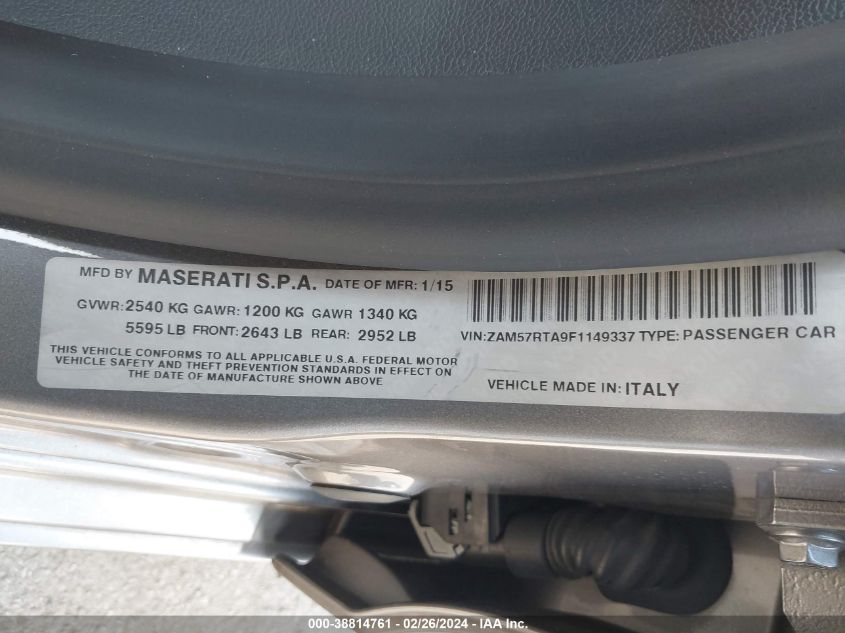 MFD BY MASERATI S.P.A. DATE OF MFR: 1/15
GVWR:2540 KG GAWR: 1200 KG GAWR 1340 KG
5595 LB FRONT: 2643 LB REAR: 2952 LB
THIS VEHICLE CONFORMS TO ALL APPLICABLE U.S.A. FEDERAL MOTOR
VEHICLE SAFETY AND THEFT PREVENTION STANDARDS IN EFFECT ON
THE DATE OF MANUFACTURE SHOWN ABOVE
VIN:ZAM57RTA9F1149337 TYPE: PASSENGER CAR
VEHICLE MADE IN: ITALY
000-38814761 - 02/26/2024 - IAA Inc.